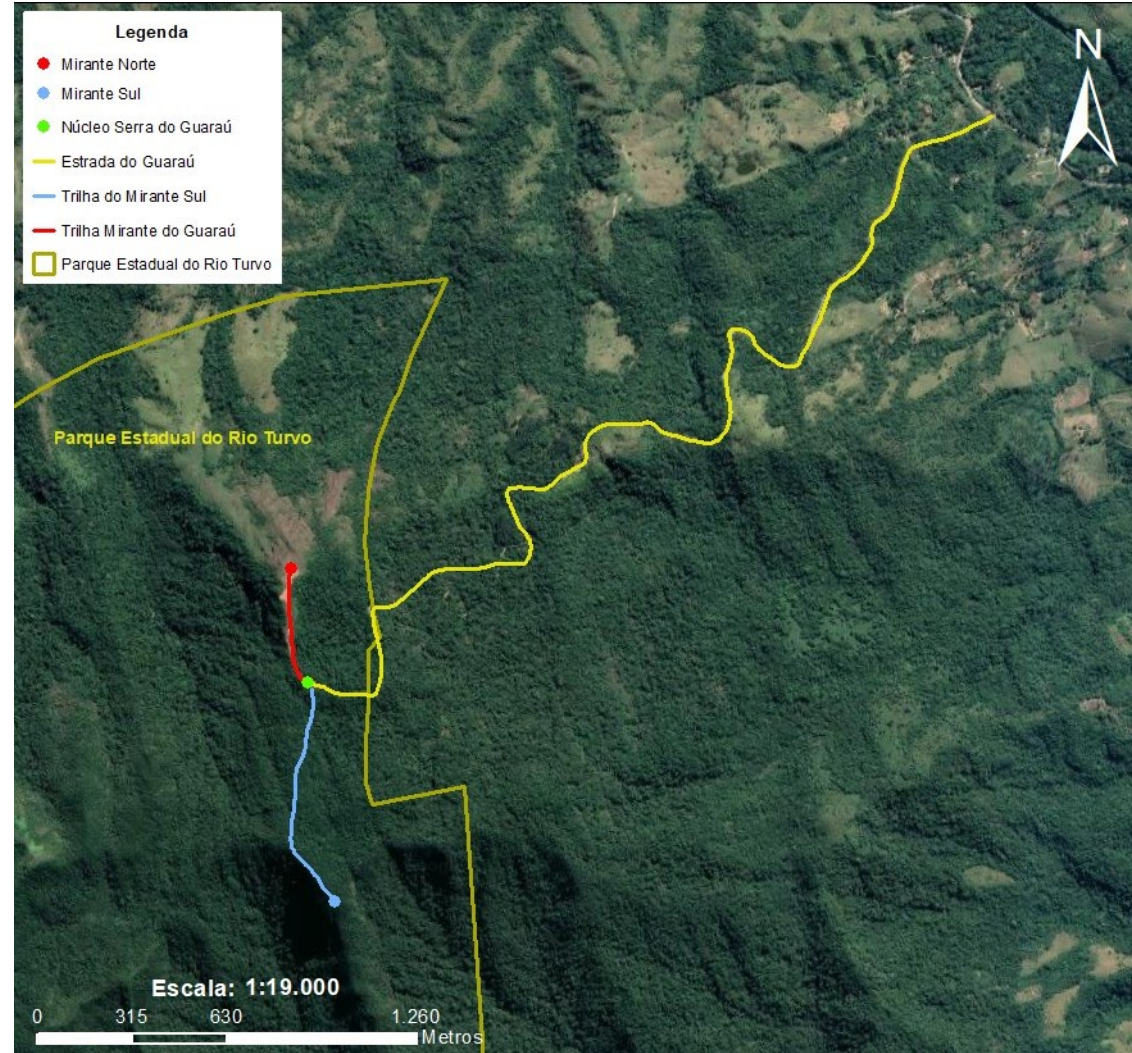 Legenda
Mirante Norte
Mirante Sul
Núcleo Serra do Guaraú
Estrada do Guaraú
Trilha do Mirante Sul
Trilha Mirante do Guaraú
Parque Estadual do Rio Turvo
N
Parque Estadual do Rio Turvo
Escala: 1:19.000
0 315 630 1.260
Metros